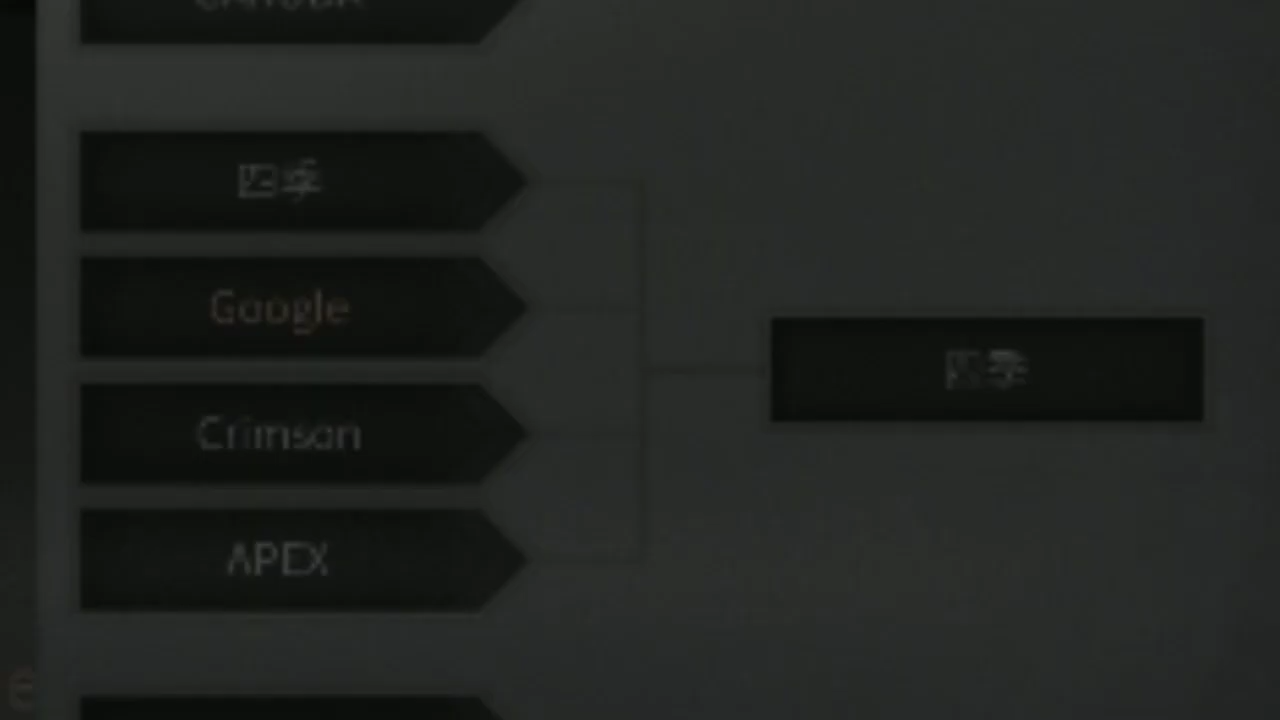 四季
Google
Crimson
APEX
四季